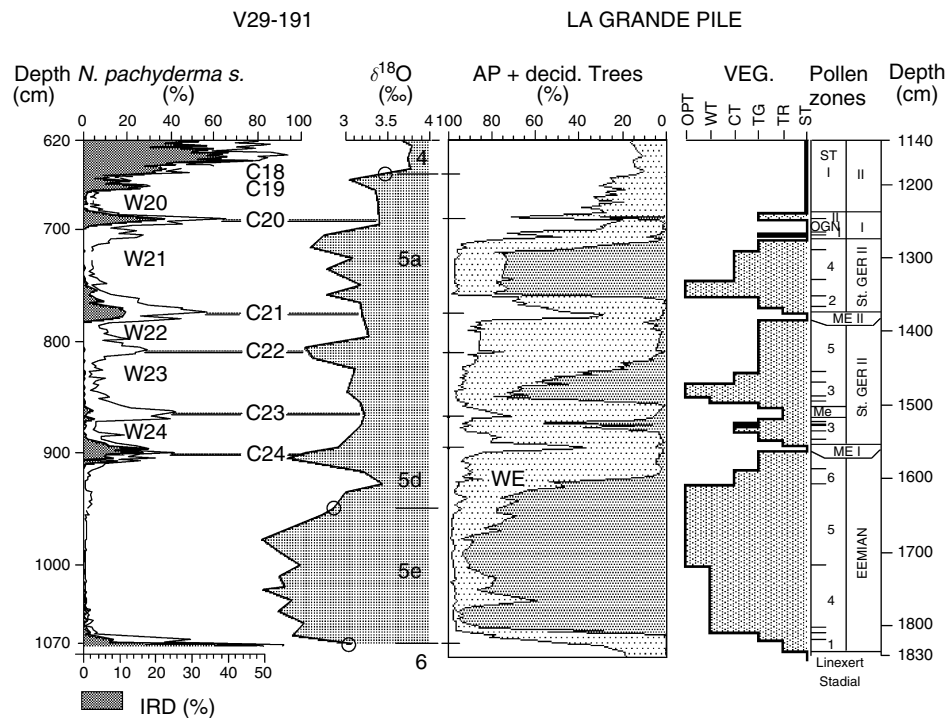 V29-191
LA GRANDE PILE
Depth (cm)
N. pachyderma s. (%)
δ18O (‰)
AP + decid. Trees (%)
VEG.
Pollen zones
Depth (cm)
0 20 40 60 80 100
3 3.5 4
100 80 60 40 20 0
OPT WT CT TG TR ST
620
700
800
900
1000
1070
C18
C19
C20
C21
C22
C23
C24
W20
W21
W22
W23
W24
4
5a
5d
5e
6
WE
ST
I
II
II
OGN
I
I
4
2
St. GER II
ME II
5
3
Me
3
St. GER II
ME I
6
5
4
1
EEMIAN
Linexert
Stadial
1140
1200
1300
1400
1500
1600
1700
1800
1830
0 10 20 30 40 50
IRD (%)